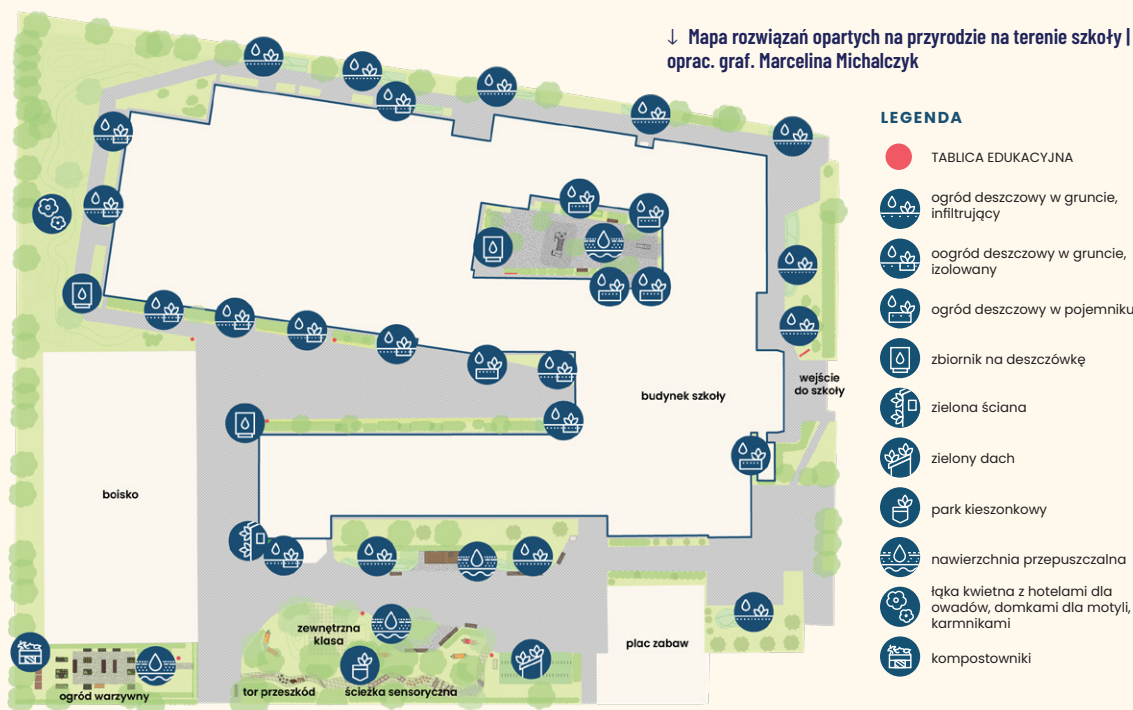 ↓ Mapa rozwiązań opartych na przyrodzie na terenie szkoły |
oprac. graf. Marcelina Michalczyk
LEGENDA
TABLICA EDUKACYJNA
ogród deszczowy w gruncie,
infiltrujący
oogród deszczowy w gruncie,
izolowany
ogród deszczowy w pojemniku
zbiornik na deszczówkę
zielona ściana
zielony dach
park kieszonkowy
nawierzchnia przepuszczalna
łąka kwietna z hotelami dla
owadów, domkami dla motyli,
karmnikami
kompostowniki
wejście
do szkoły
budynek szkoły
boisko
zewnętrzna
klasa
plac zabaw
tor przeszkód
ścieżka sensoryczna
ogród warzywny